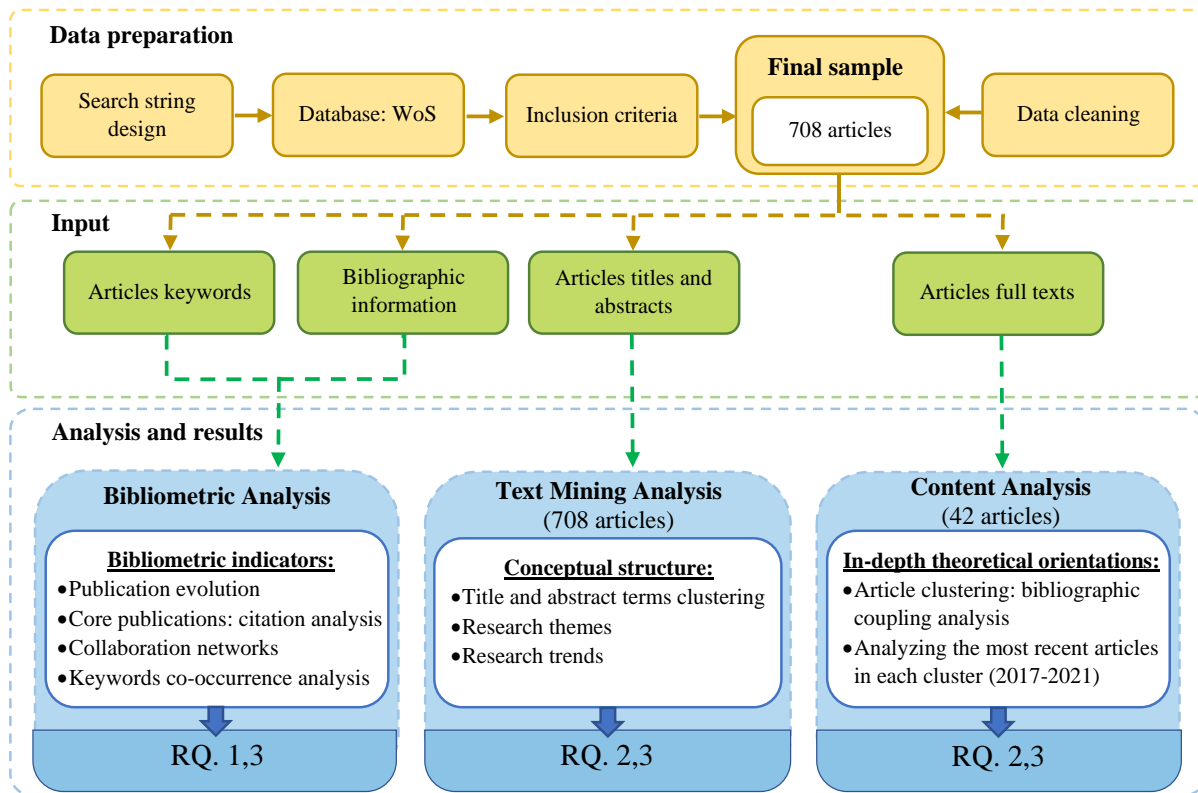 Data preparation
Search string
design
Database: WoS
Inclusion criteria
Final sample
708 articles
Data cleaning
Input
Articles keywords
Bibliographic
information
Articles titles and
abstracts
Articles full texts
Analysis and results
Bibliometric Analysis
Bibliometric indicators:
•Publication evolution
•Core publications: citation analysis
•Collaboration networks
•Keywords co-occurrence analysis
RQ. 1,3
Text Mining Analysis
(708 articles)
Conceptual structure:
•Title and abstract terms clustering
•Research themes
•Research trends
RQ. 2,3
Content Analysis
(42 articles)
In-depth theoretical orientations:
•Article clustering: bibliographic
coupling analysis
•Analyzing the most recent articles
in each cluster (2017-2021)
RQ. 2,3